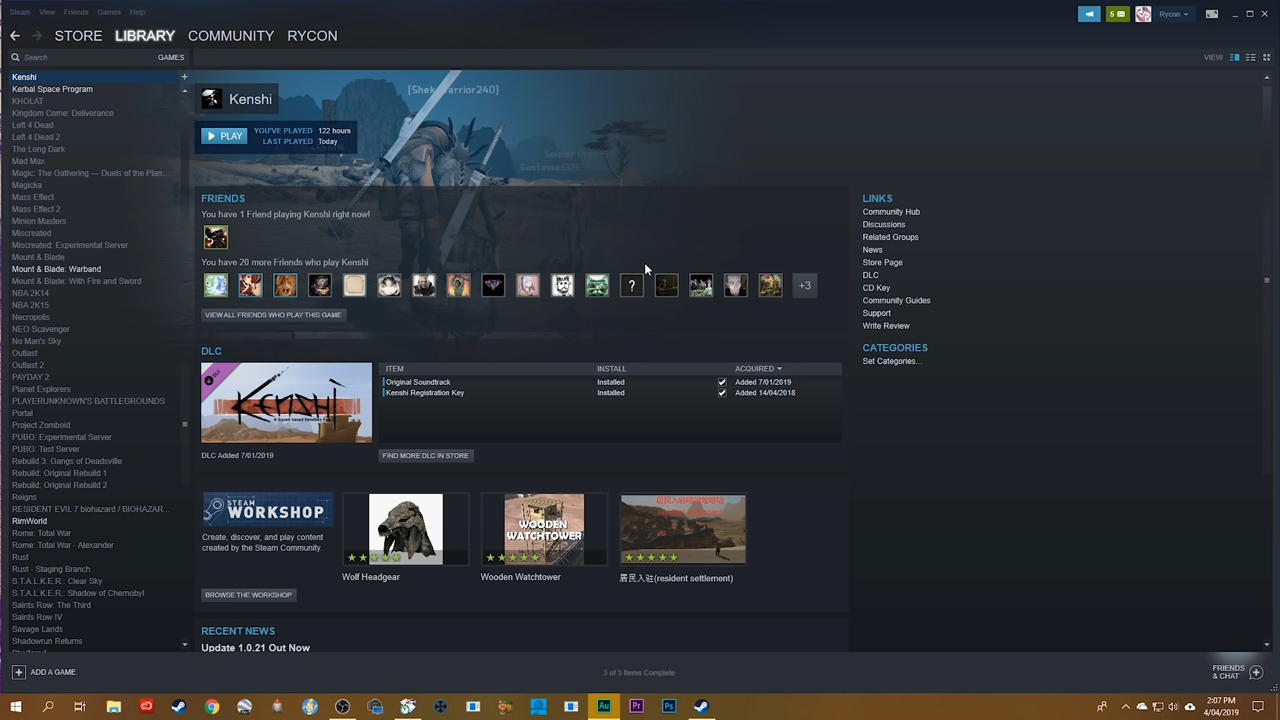 Steam View Friends Games Help
5
Rycon
STORE LIBRARY COMMUNITY RYCON
Search GAMES
VIEW
Kenshi
Kerbal Space Program
KHOLAT
Kingdom Come: Deliverance
Left 4 Dead
Left 4 Dead 2
The Long Dark
Mad Max
Magic: The Gathering — Duels of the Plan...
Magicka
Mass Effect
Mass Effect 2
Minion Masters
Miscreated
Miscreated: Experimental Server
Mount & Blade
Mount & Blade: Warband
Mount & Blade: With Fire and Sword
NBA 2K14
NBA 2K15
Necropolis
NEO Scavenger
No Man's Sky
Outlast
Outlast 2
PAYDAY 2
Planet Explorers
PLAYERUNKNOWN'S BATTLEGROUNDS
Portal
Project Zomboid
PUBG: Experimental Server
PUBG: Test Server
Rebuild 3: Gangs of Deadsville
Rebuild: Original Rebuild 1
Rebuild: Original Rebuild 2
Reigns
RESIDENT EVIL 7 biohazard / BIOHAZAR...
RimWorld
Rome: Total War
Rome: Total War - Alexander
Rust
Rust - Staging Branch
S.T.A.L.K.E.R.: Clear Sky
S.T.A.L.K.E.R.: Shadow of Chernobyl
Saints Row: The Third
Saints Row IV
Savage Lands
Shadowrun Returns
ADD A GAME
Kenshi
PLAY
YOU'VE PLAYED 122 hours
LAST PLAYED Today
FRIENDS
You have 1 Friend playing Kenshi right now!
You have 20 more Friends who play Kenshi
?
+3
VIEW ALL FRIENDS WHO PLAY THIS GAME
DLC
KENSHI
DLC Added 7/01/2019
ITEM INSTALL ACQUIRED
Original Soundtrack Installed Added 7/01/2019
Kenshi Registration Key Installed Added 14/04/2018
FIND MORE DLC IN STORE
STEAM
WORKSHOP
Create, discover, and play content
created by the Steam Community.
BROWSE THE WORKSHOP
Wolf Headgear
WOODEN
WATCHTOWER
Wooden Watchtower
居民入驻(resident settlement)
RECENT NEWS
Update 1.0.21 Out Now
LINKS
Community Hub
Discussions
Related Groups
News
Store Page
DLC
CD Key
Community Guides
Support
Write Review
CATEGORIES
Set Categories...
3 of 3 Items Complete
FRIENDS
& CHAT
Au
Pr
Ps
2:07 PM
4/04/2019